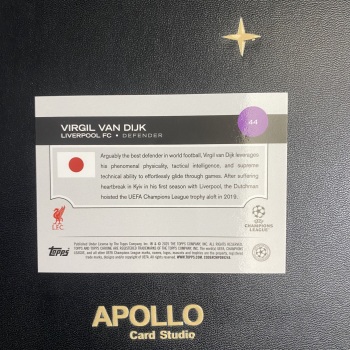 44
VIRGIL VAN DIJK
LIVERPOOL FC • DEFENDER
Arguably the best defender in world football, Virgil van Dijk leverages
his phenomenal physicality, tactical intelligence, and supreme
technical ability to effortlessly glide through games. After suffering
heartbreak in Kyiv in his first season with Liverpool, the Dutchman
hoisted the UEFA Champions League trophy aloft in 2019.
LFC
UEFA
CHAMPIONS
LEAGUE
Topps
APOLLO
Card Studio